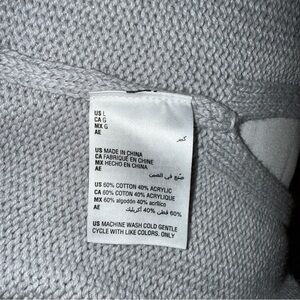 US L
CA G
MX G
AE كبير
US MADE IN CHINA
CA FABRIQUÉ EN CHINE
MX HECHO EN CHINA
AE صنع في الصين
US 60% COTTON 40% ACRYLIC
CA 60% COTON 40% ACRYLIQUE
MX 60% algodón 40% acrílico
AE 60% قطن 40% أكريليك
US MACHINE WASH COLD GENTLE
CYCLE WITH LIKE COLORS. ONLY